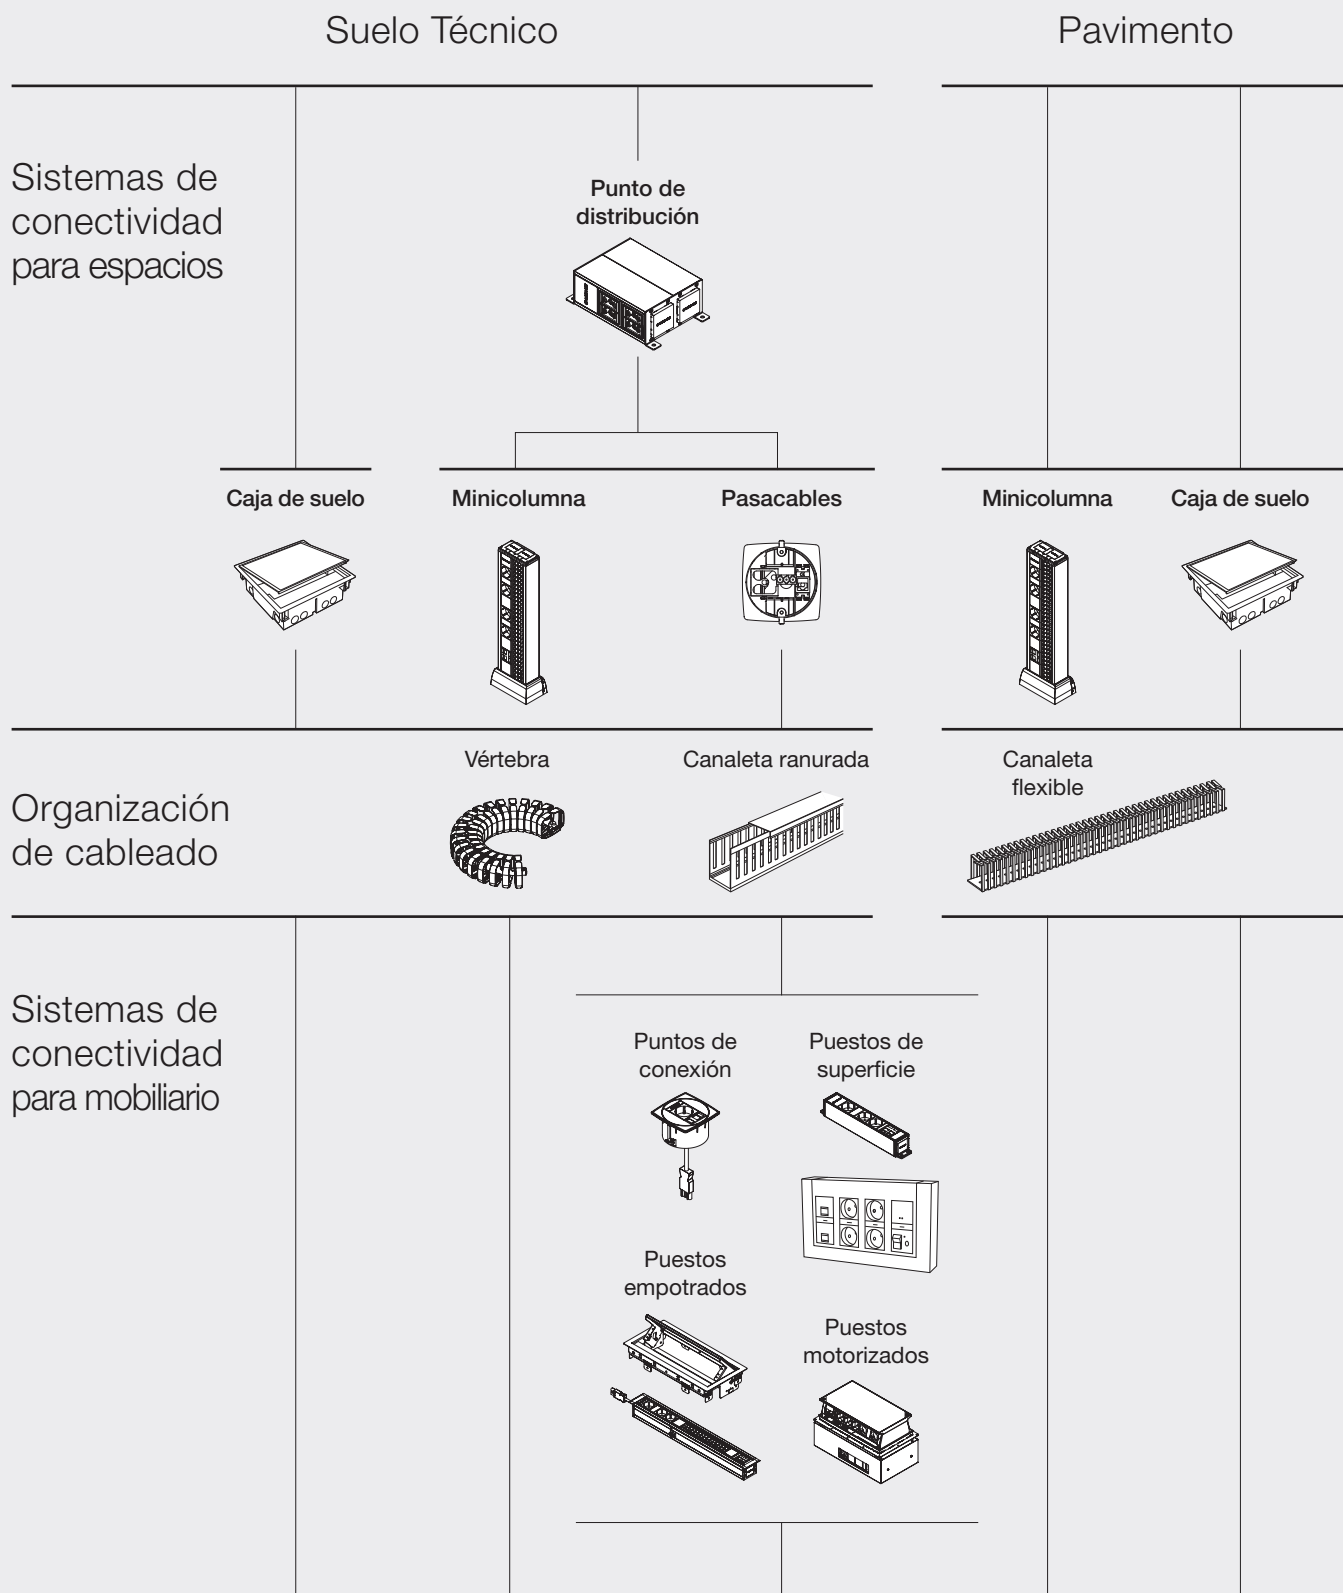 Suelo Técnico
Pavimento
Sistemas de
conectividad
para espacios
Punto de
distribución
Caja de suelo
Minicolumna
Pasacables
Minicolumna
Caja de suelo
Organización
de cableado
Vértebra
Canaleta ranurada
Canaleta
flexible
Sistemas de
conectividad
para mobiliario
Puntos de
conexión
Puestos de
superficie
Puestos
empotrados
Puestos
motorizados